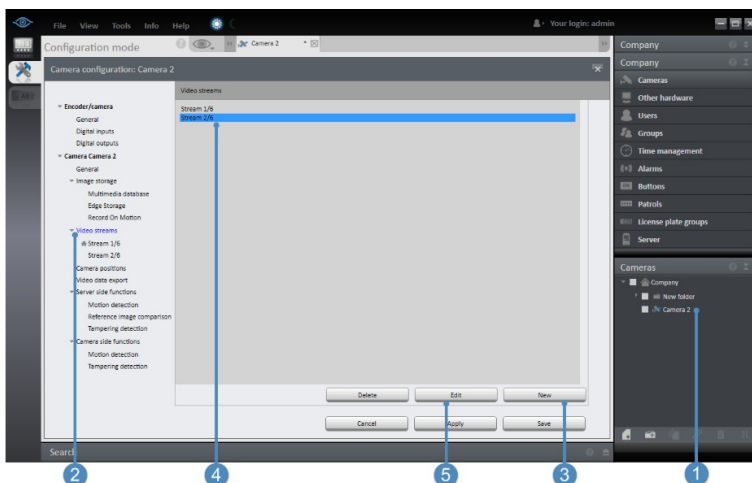 File View Tools Info Help
Your login: admin
Configuration mode
Camera 2 *
Company
Camera configuration: Camera 2
Company
Cameras
Other hardware
Users
Groups
Time management
Alarms
Buttons
Patrols
License plate groups
Server
Video streams
Stream 1/6
Stream 2/6
Encoder/camera
General
Digital inputs
Digital outputs
Camera Camera 2
General
Image storage
Multimedia database
Edge Storage
Record On Motion
Video streams
Stream 1/6
Stream 2/6
Camera positions
Video data export
Server side functions
Motion detection
Reference image comparison
Tampering detection
Camera side functions
Motion detection
Tampering detection
Cameras
Company
New folder
Camera 2
Delete Edit New
Cancel Apply Save
Search
2 4 5 3 1